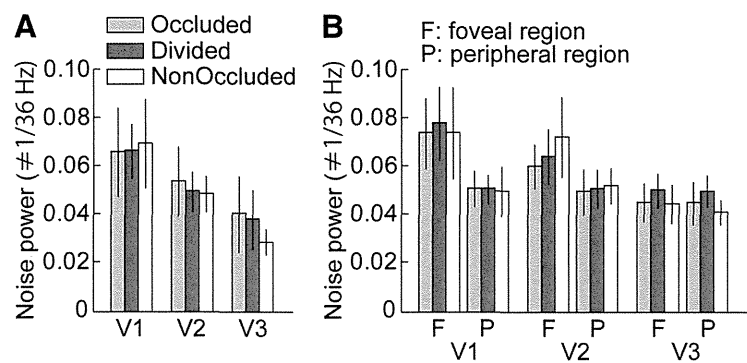 A
Occluded
Divided
NonOccluded
Noise power (≠1/36 Hz)
0.10
0.08
0.06
0.04
0.02
0
V1 V2 V3
B
F: foveal region
P: peripheral region
Noise power (≠1/36 Hz)
0.10
0.08
0.06
0.04
0.02
0
F P F P F P
V1 V2 V3